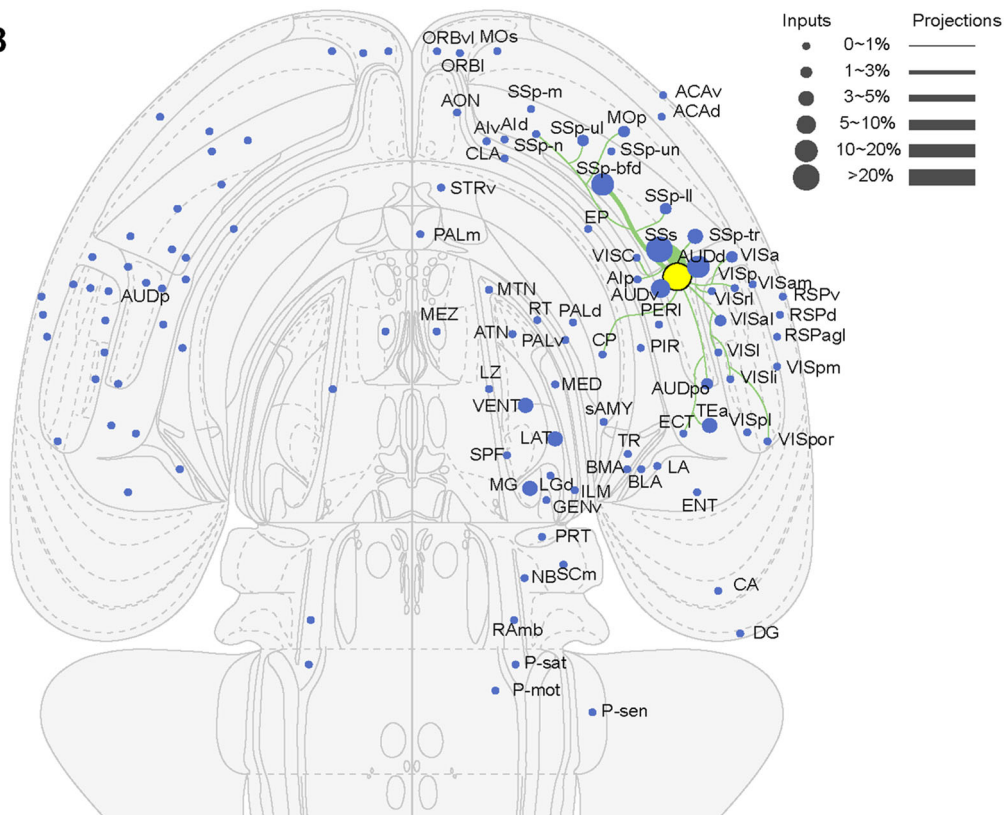 B
Inputs
Projections
0~1%
1~3%
3~5%
5~10%
10~20%
>20%
ORBvl MOs
ORBl
AON
SSp-m
ACAv
ACAd
AIv AId
SSp-n
SSp-ul
MOp
SSp-un
CLA
SSp-bfd
STRv
SSp-ll
EP
PALm
SSs
SSp-tr
VISC
AUDd
VISa
AIp
VISp
VISam
AUDp
MTN
AUDv
VISrl
RSPv
RT
PALd
PERI
RSPd
MEZ
VISal
ATN
PALv
CP
PIR
RSPagl
VISl
LZ
MED
VISpm
VISli
AUDpo
VENT
sAMY
TEa
VISpl
ECT
LAT
TR
VISpor
SPF
BMA
LA
BLA
MG
LGd
ILM
GENv
ENT
PRT
NB
SCm
CA
RAmb
DG
P-sat
P-mot
P-sen